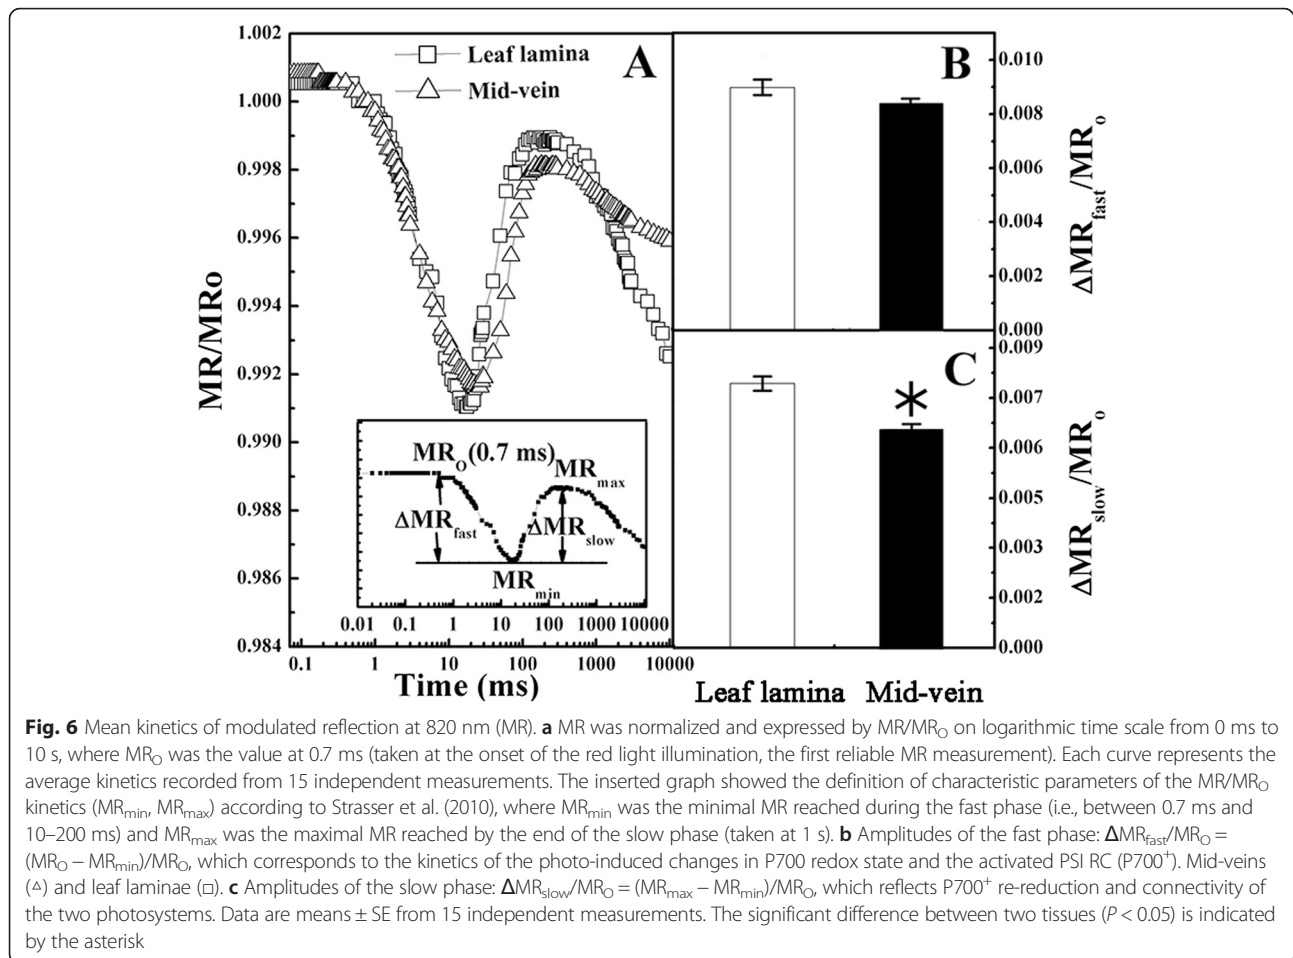 1.002
1.000
0.998
0.996
0.994
0.992
0.990
0.988
0.986
0.984
MR/MRo
Leaf lamina
Mid-vein
A
MRO(0.7 ms)
MRmax
ΔMRfast
ΔMRslow
MRmin
0.01 0.1 1 10 100 1000 10000
0.1 1 10 100 1000 10000
Time (ms)
B
0.010
0.008
0.006
0.004
0.002
0.000
ΔMRfast/MRo
C
*
0.009
0.007
0.006
0.005
0.003
0.002
0.000
ΔMRslow/MRo
Leaf lamina Mid-vein
Fig. 6 Mean kinetics of modulated reflection at 820 nm (MR). a MR was normalized and expressed by MR/MRO on logarithmic time scale from 0 ms to
10 s, where MRO was the value at 0.7 ms (taken at the onset of the red light illumination, the first reliable MR measurement). Each curve represents the
average kinetics recorded from 15 independent measurements. The inserted graph showed the definition of characteristic parameters of the MR/MRO
kinetics (MRmin, MRmax) according to Strasser et al. (2010), where MRmin was the minimal MR reached during the fast phase (i.e., between 0.7 ms and
10–200 ms) and MRmax was the maximal MR reached by the end of the slow phase (taken at 1 s). b Amplitudes of the fast phase: ΔMRfast/MRO =
(MRO − MRmin)/MRO, which corresponds to the kinetics of the photo-induced changes in P700 redox state and the activated PSI RC (P700+). Mid-veins
(△) and leaf laminae (□). c Amplitudes of the slow phase: ΔMRslow/MRO = (MRmax − MRmin)/MRO, which reflects P700+ re-reduction and connectivity of
the two photosystems. Data are means ± SE from 15 independent measurements. The significant difference between two tissues (P < 0.05) is indicated
by the asterisk